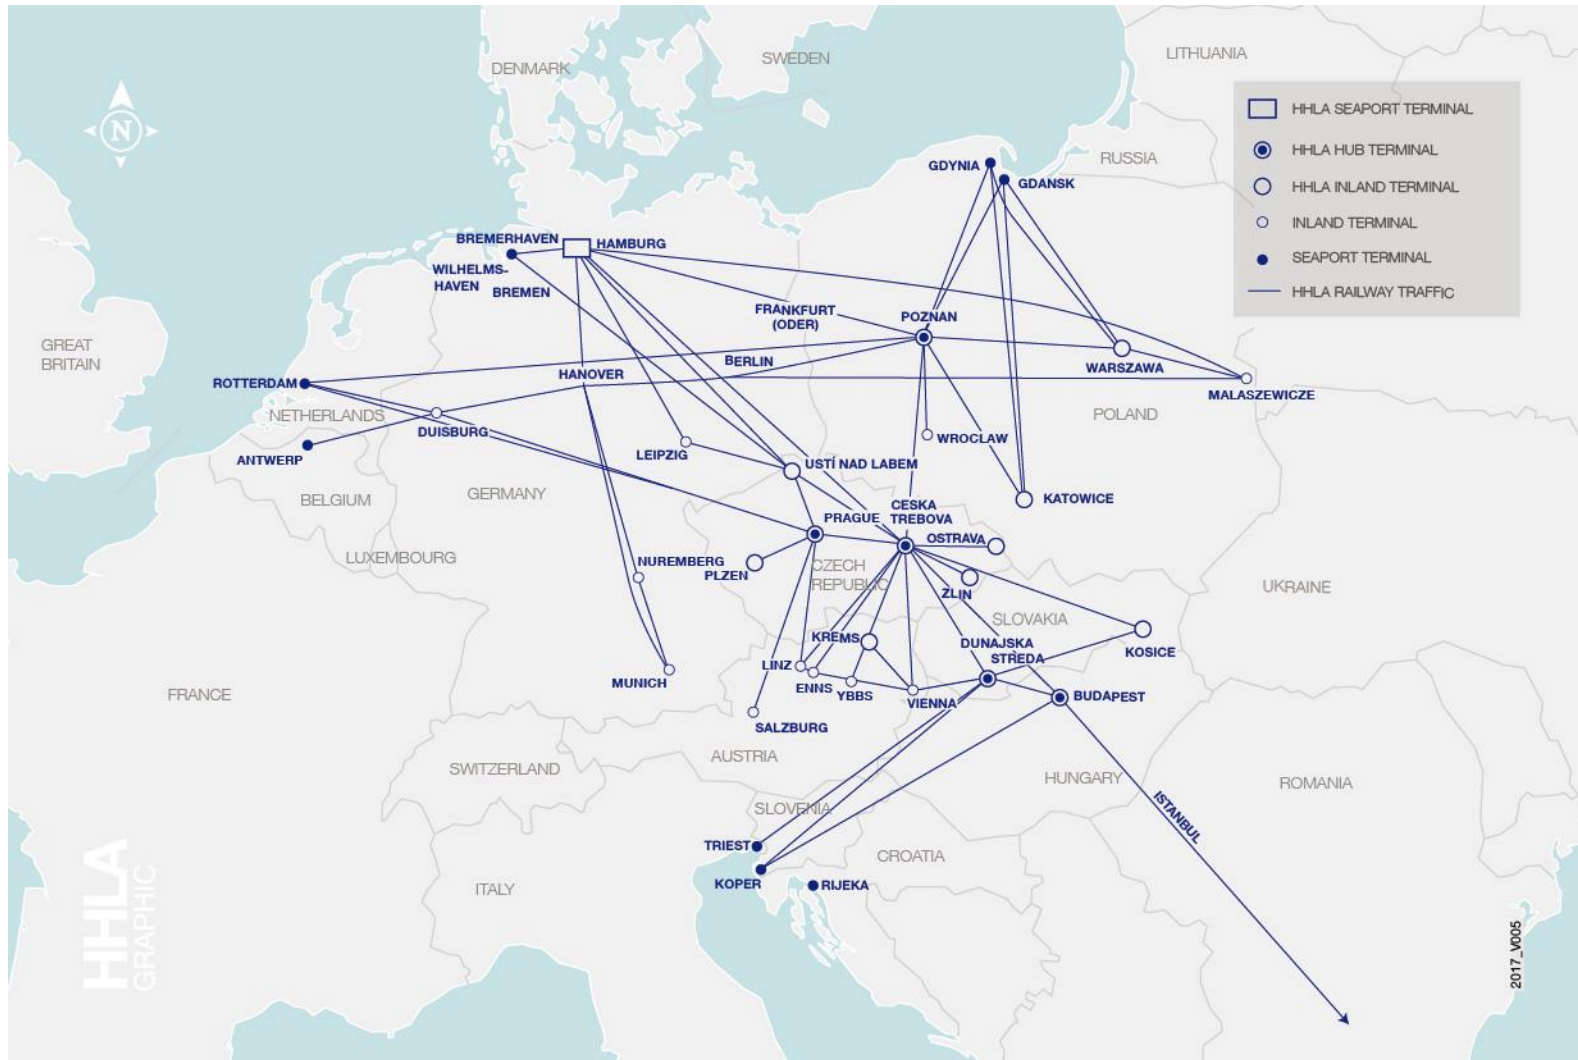 SWEDEN
LITHUANIA
DENMARK
HHLA SEAPORT TERMINAL
HHLA HUB TERMINAL
HHLA INLAND TERMINAL
INLAND TERMINAL
SEAPORT TERMINAL
HHLA RAILWAY TRAFFIC
N
RUSSIA
GDYNIA
GDANSK
BREMERHAVEN
HAMBURG
WILHELMS-
HAVEN
BREMEN
FRANKFURT
(ODER)
POZNAN
GREAT
BRITAIN
BERLIN
WARSZAWA
HANOVER
ROTTERDAM
MALASZEWICZE
NETHERLANDS
POLAND
DUISBURG
WROCLAW
ANTWERP
LEIPZIG
USTÍ NAD LABEM
BELGIUM
GERMANY
KATOWICE
CESKA
TREBOVA
PRAGUE
OSTRAVA
LUXEMBOURG
NUREMBERG
PLZEN
CZECH
REPUBLIC
ZLIN
UKRAINE
SLOVAKIA
KREMS
DUNAJSKA
STREDA
KOSICE
LINZ
ENNS
YBBS
MUNICH
FRANCE
VIENNA
BUDAPEST
SALZBURG
AUSTRIA
SWITZERLAND
HUNGARY
ROMANIA
ISTANBUL
SLOVENIA
TRIEST
CROATIA
KOPER
RIJEKA
ITALY
HHLA
GRAPHIC
2017_V005